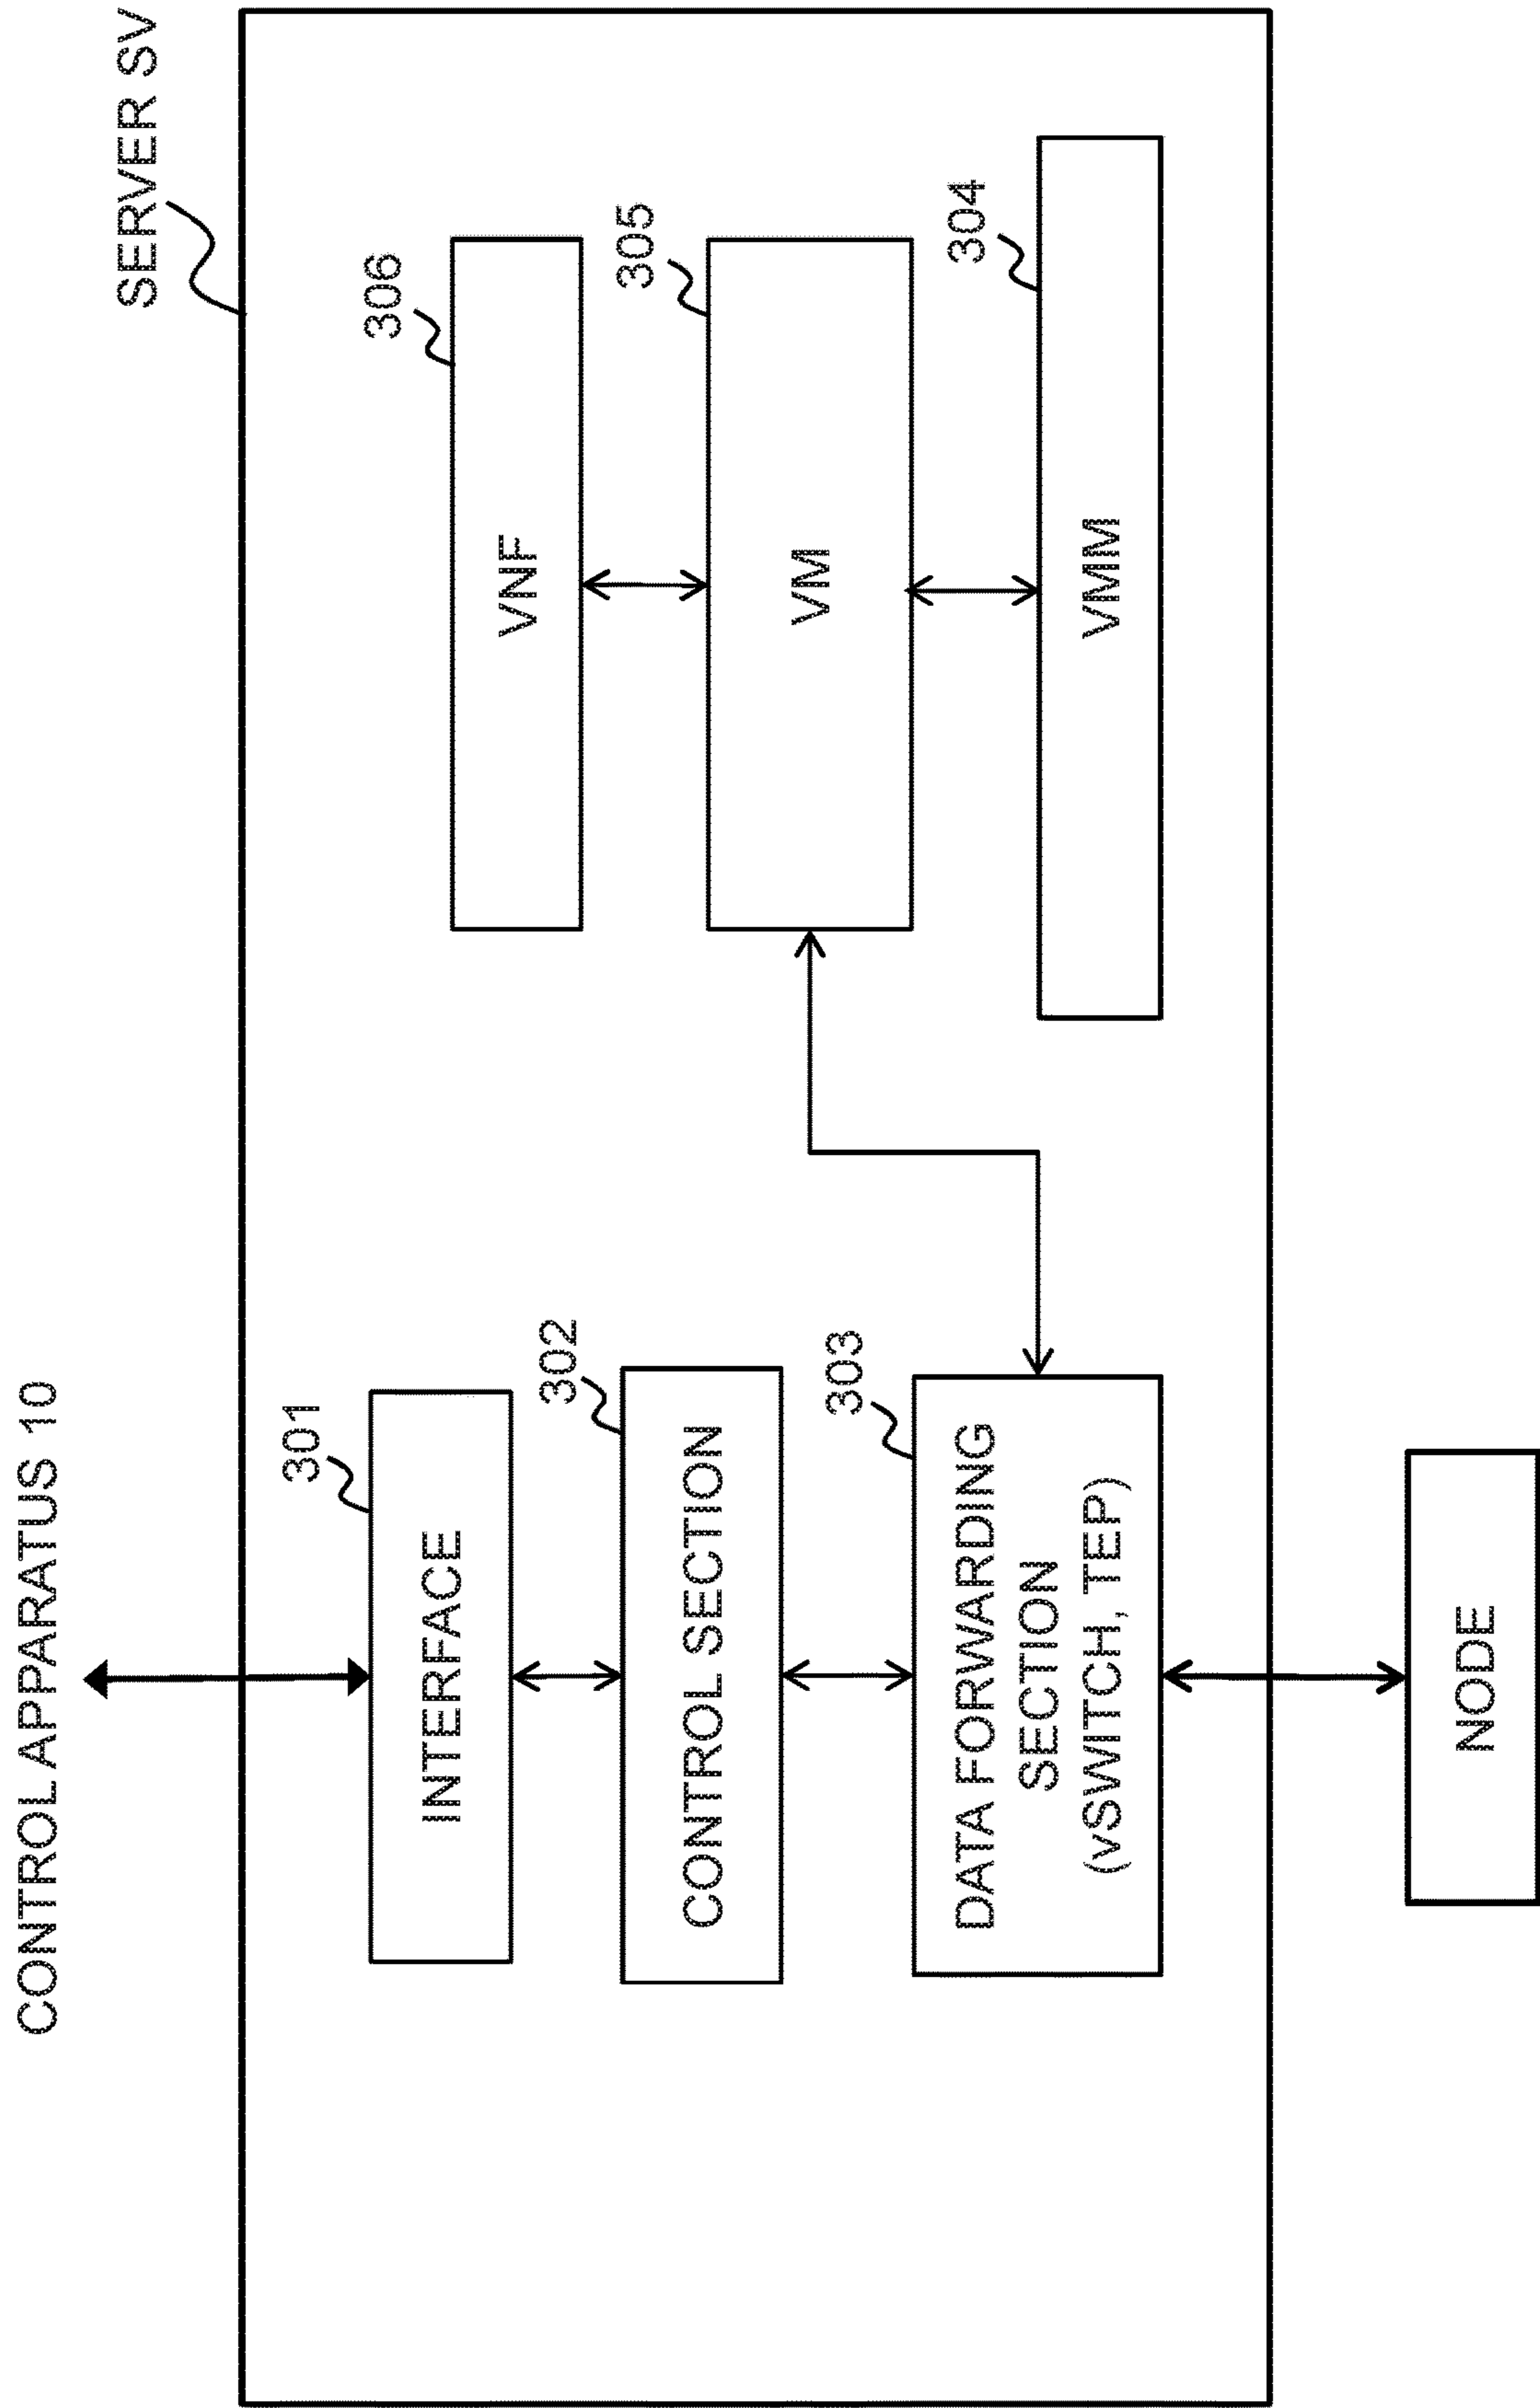 CONTROL APPARATUS 10
SERVER SV
301
INTERFACE
302
CONTROL SECTION
303
DATA FORWARDING
SECTION
(vSWITCH, TEP)
306
VNF
305
VM
304
VMM
NODE